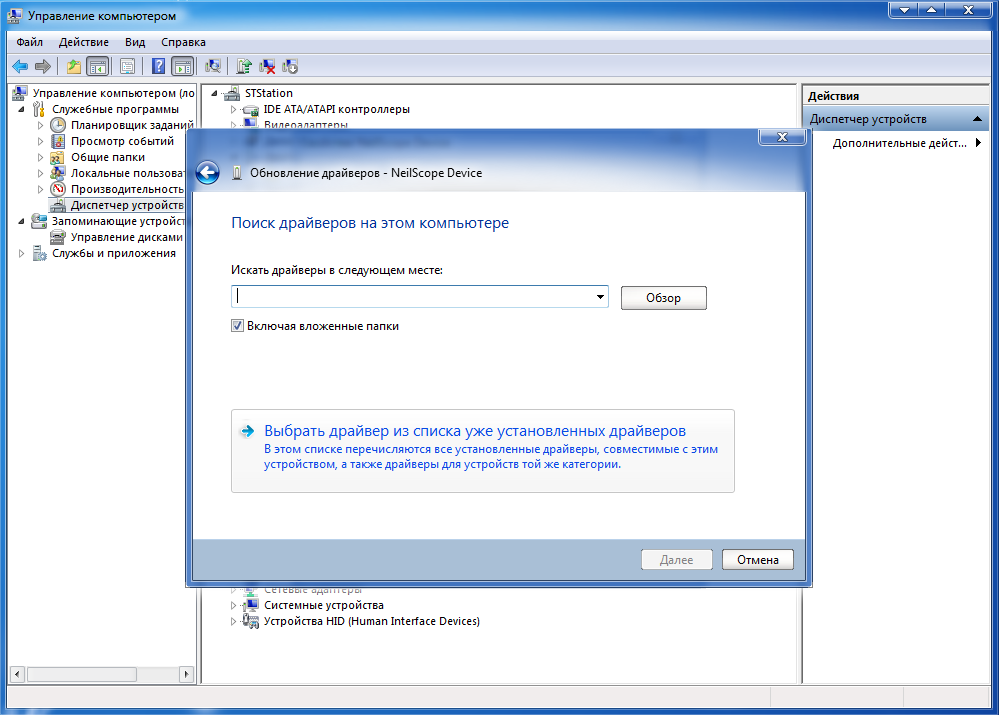 Управление компьютером
Файл Действие Вид Справка
Управление компьютером (ло
Служебные программы
Планировщик заданий
Просмотр событий
Общие папки
Локальные пользоват
Производительность
Диспетчер устройств
Запоминающие устройст
Управление дисками
Службы и приложения
STStation
IDE ATA/ATAPI контроллеры
Видеоадаптеры
Обновление драйверов - NeilScope Device
Поиск драйверов на этом компьютере
Искать драйверы в следующем месте:
Обзор
Включая вложенные папки
Выбрать драйвер из списка уже установленных драйверов
В этом списке перечисляются все установленные драйверы, совместимые с этим
устройством, а также драйверы для устройств той же категории.
Далее Отмена
Сетевые адаптеры
Системные устройства
Устройства HID (Human Interface Devices)
Действия
Диспетчер устройств
Дополнительные дейст...